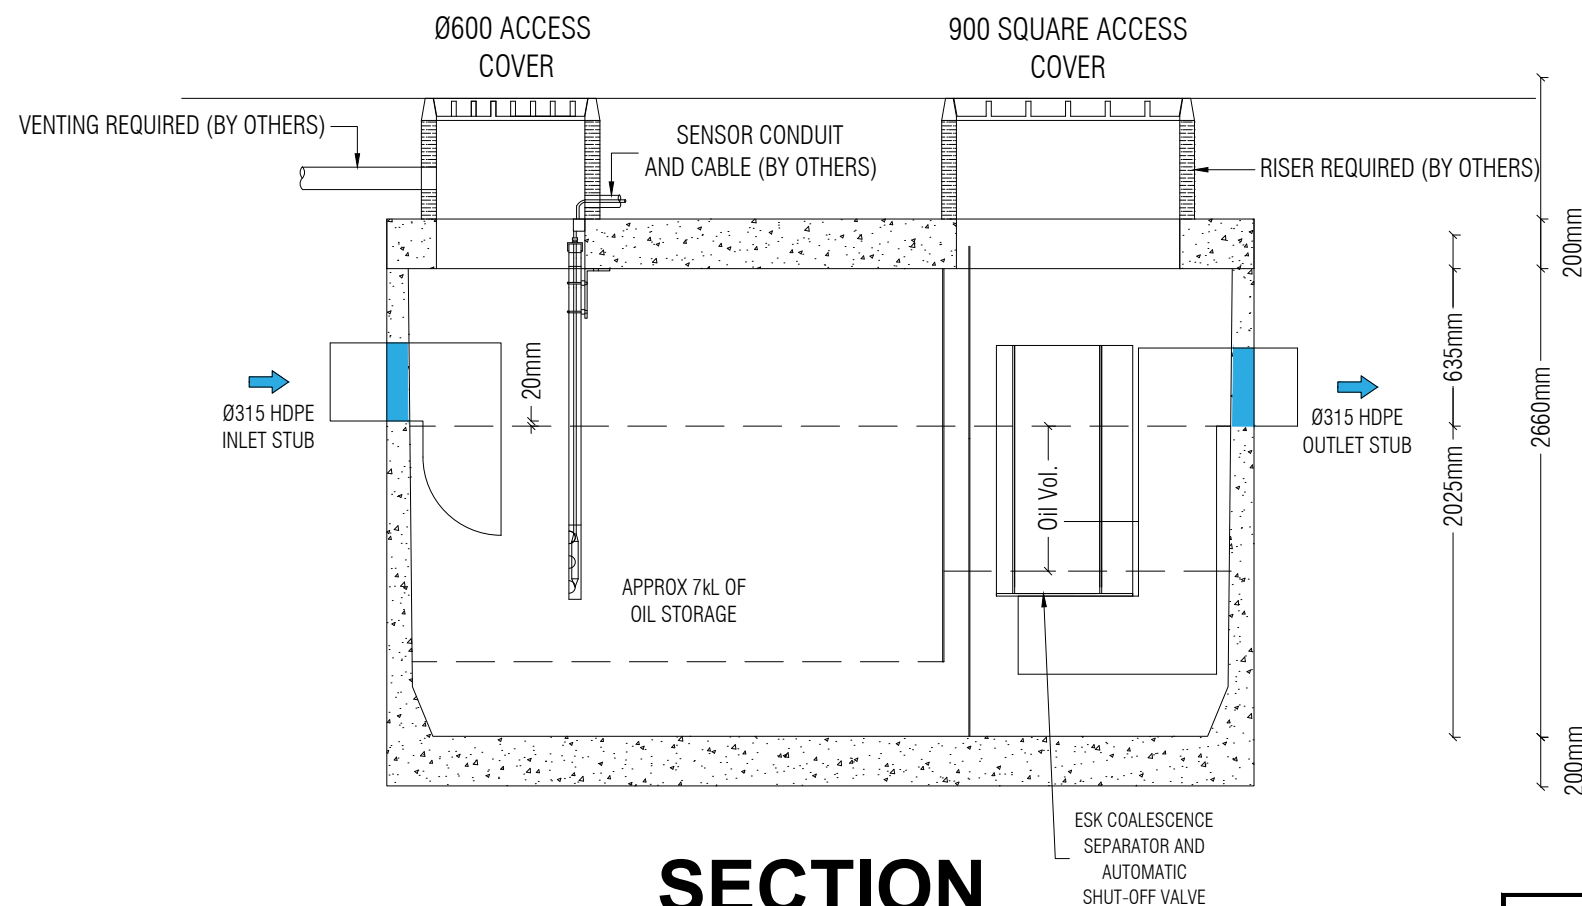 Ø600 ACCESS
COVER
900 SQUARE ACCESS
COVER
VENTING REQUIRED (BY OTHERS)
SENSOR CONDUIT
AND CABLE (BY OTHERS)
RISER REQUIRED (BY OTHERS)
200mm
20mm
635mm
2660mm
Ø315 HDPE
INLET STUB
Ø315 HDPE
OUTLET STUB
2025mm
Oil Vol.
APPROX 7kL OF
OIL STORAGE
200mm
ESK COALESCENCE
SEPARATOR AND
AUTOMATIC
SHUT-OFF VALVE
SECTION